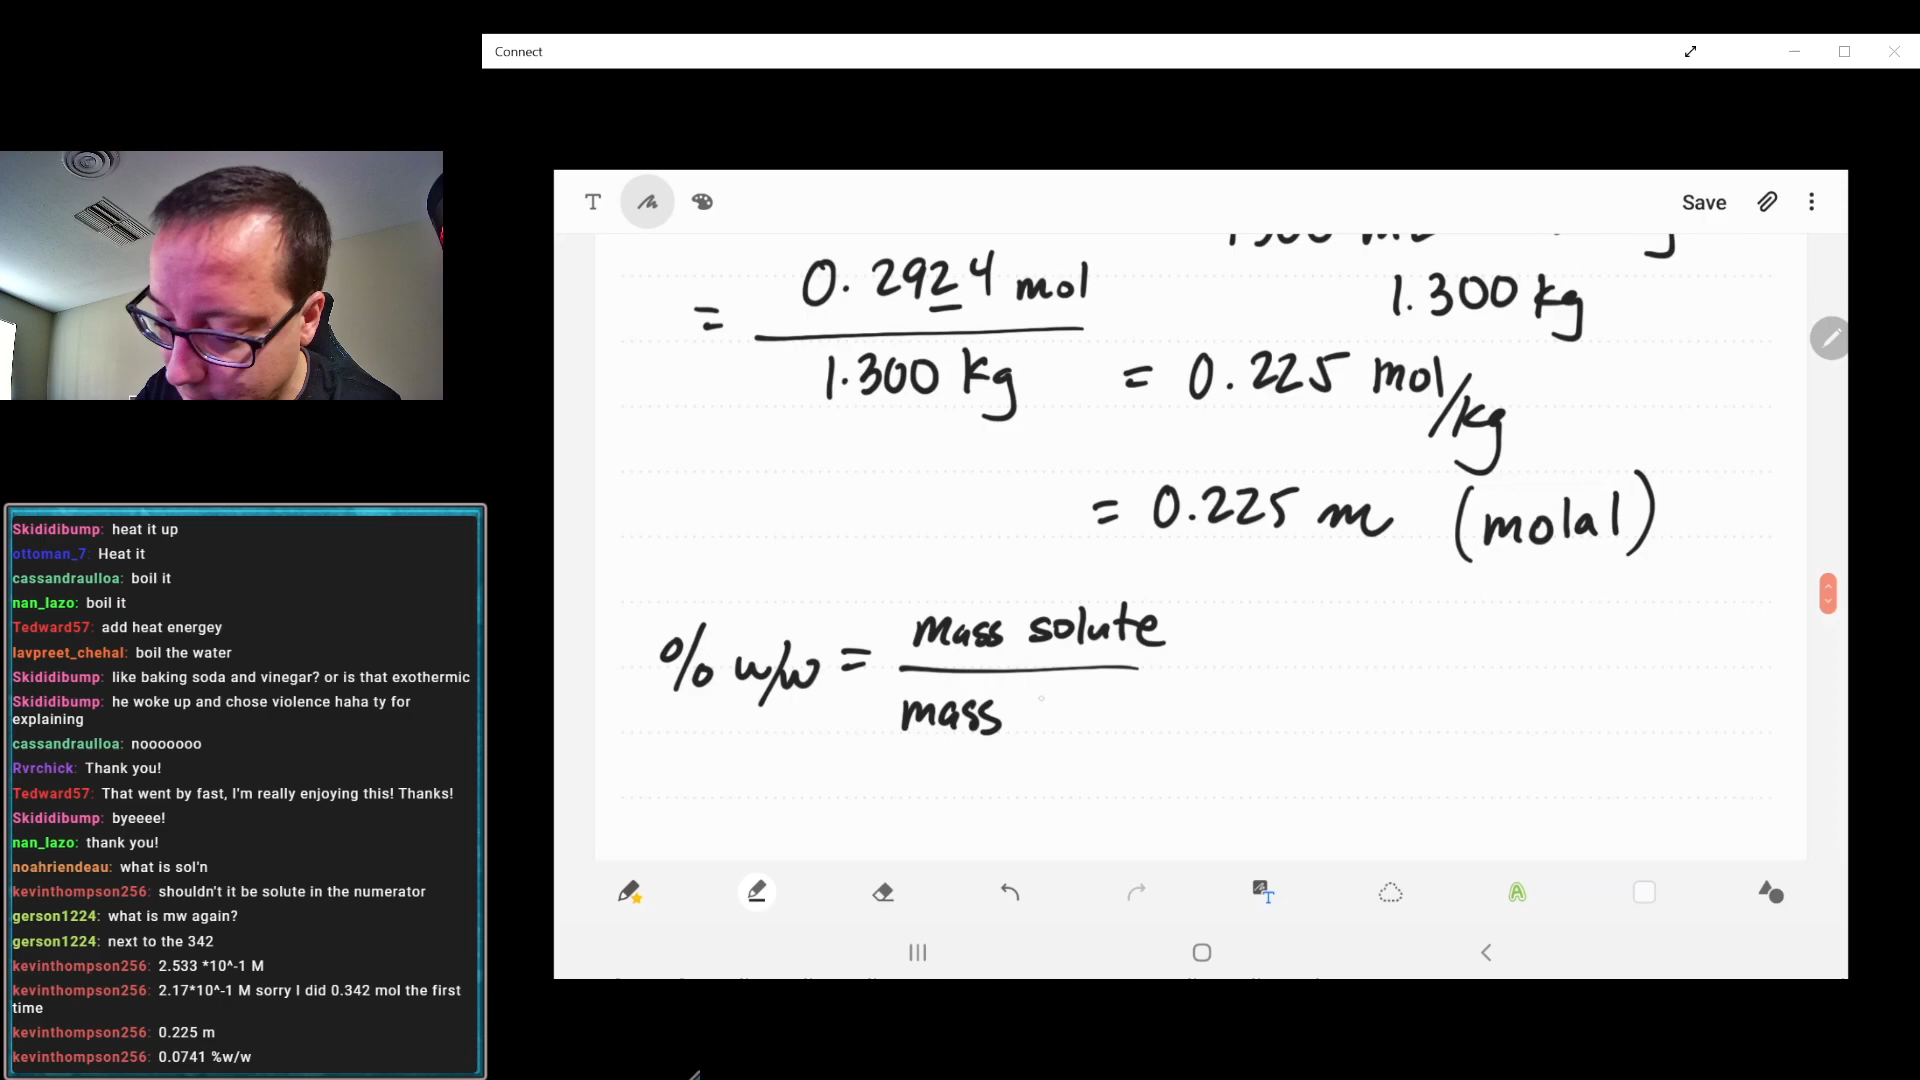 Connect
Save
= 0.2924 mol
1.300 kg
1.300 kg
= 0.225 mol/kg
= 0.225 m (molal)
% w/w = mass solute
mass
Skididibump: heat it up
ottoman_7: Heat it
cassandraulloa: boil it
nan_lazo: boil it
Tedward57: add heat energey
lavpreet_chehal: boil the water
Skididibump: like baking soda and vinegar? or is that exothermic
Skididibump: he woke up and chose violence haha ty for
explaining
cassandraulloa: nooooooo
Rvrchick: Thank you!
Tedward57: That went by fast, I'm really enjoying this! Thanks!
Skididibump: byeeee!
nan_lazo: thank you!
noahriendeau: what is sol'n
kevinthompson256: shouldn't it be solute in the numerator
gerson1224: what is mw again?
gerson1224: next to the 342
kevinthompson256: 2.533 *10^-1 M
kevinthompson256: 2.17*10^-1 M sorry I did 0.342 mol the first
time
kevinthompson256: 0.225 m
kevinthompson256: 0.0741 %w/w